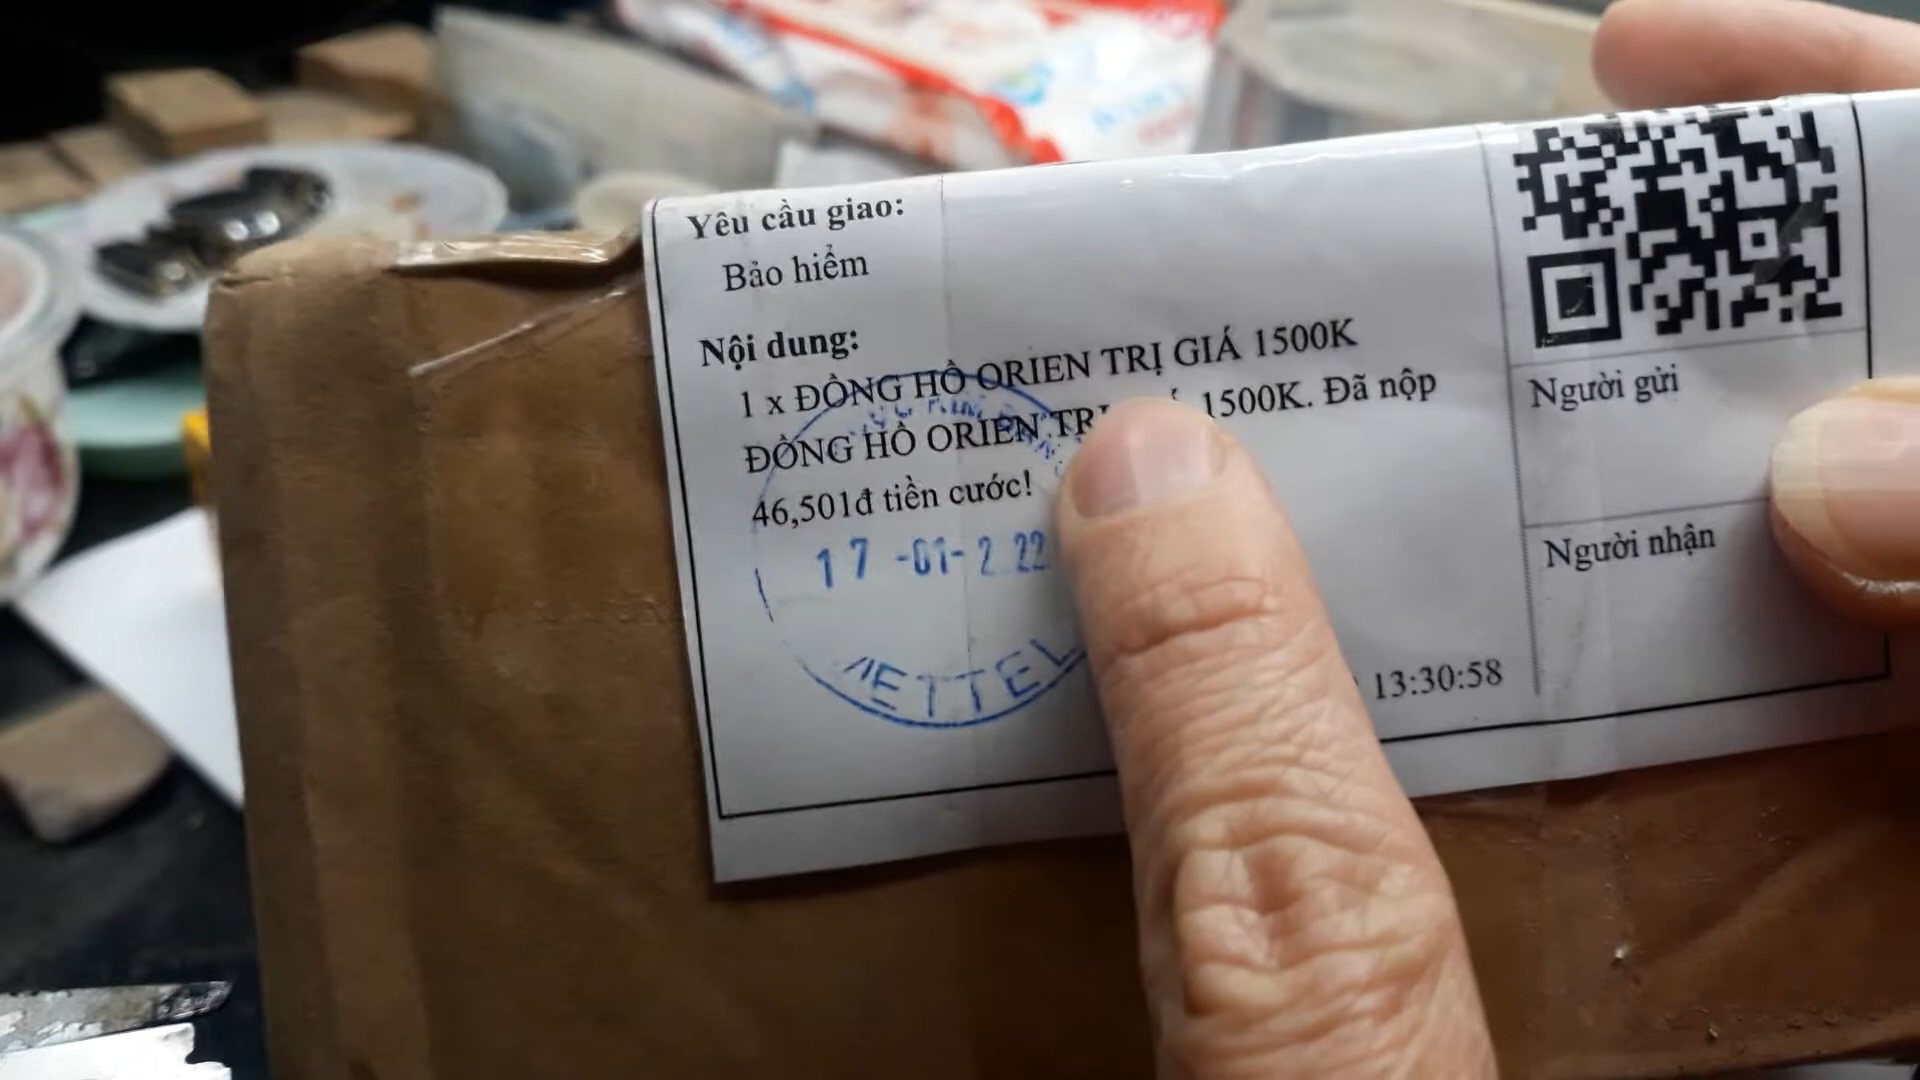 Yêu cầu giao:
Bảo hiểm
Nội dung:
1 x ĐỒNG HỒ ORIEN TRỊ GIÁ 1500K
ĐỒNG HỒ ORIEN 1500K. Đã nộp
46,501đ tiền cước!
17 -01- 2 22
VETTEL
13:30:58
Người gửi
Người nhận